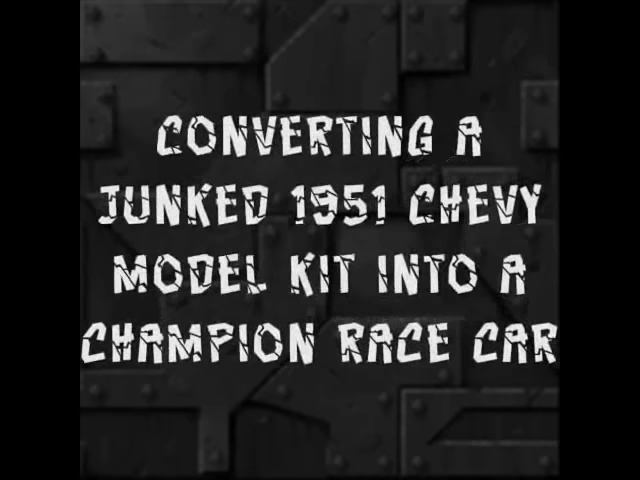 CONVERTING A
JUNKED 1951 CHEVY
MODEL KIT INTO A
CHAMPION RACE CAR